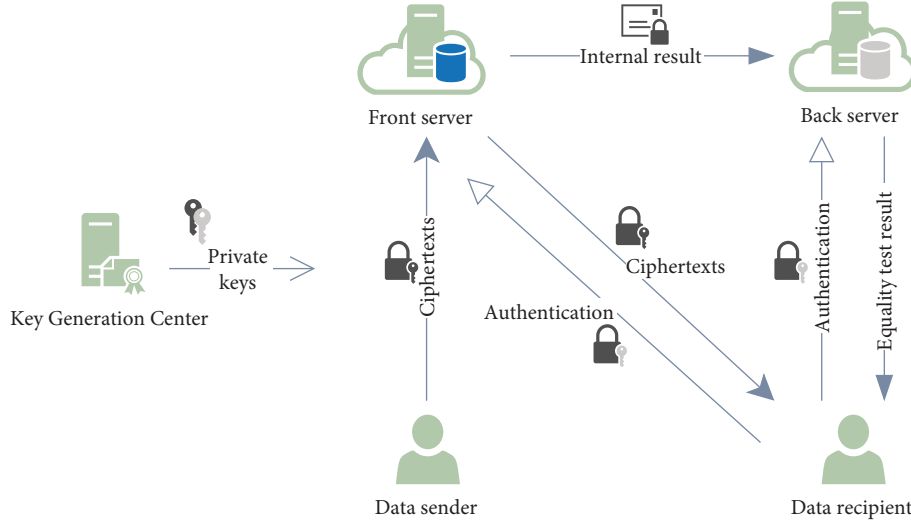 Internal result
Front server
Back server
Private
keys
Key Generation Center
Ciphertexts
Ciphertexts
Authentication
Authentication
Equality test result
Data sender
Data recipient